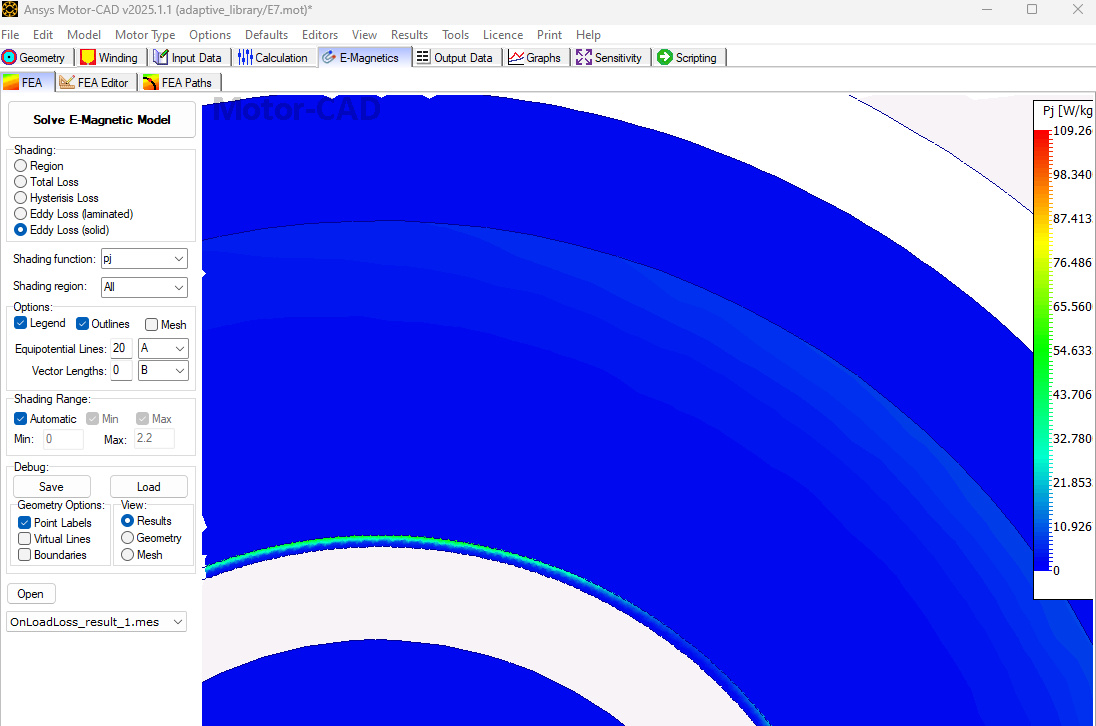 Ansys Motor-CAD v2025.1.1 (adaptive_library/E7.mot)*
File Edit Model Motor Type Options Defaults Editors View Results Tools Licence Print Help
Geometry Winding Input Data Calculation E-Magnetics Output Data Graphs Sensitivity Scripting
FEA FEA Editor FEA Paths
Solve E-Magnetic Model
Shading:
Region
Total Loss
Hysterisis Loss
Eddy Loss (laminated)
Eddy Loss (solid)
Shading function: pj
Shading region: All
Options:
Legend Outlines Mesh
Equipotential Lines: 20 A
Vector Lengths: 0 B
Shading Range:
Automatic Min Max
Min: 0 Max: 2.2
Debug:
Save Load
Geometry Options: View:
Point Labels Results
Virtual Lines Geometry
Boundaries Mesh
Open
OnLoadLoss_result_1.mes
Motor-CAD
Pj [W/kg
109.26
98.340
87.413
76.486
65.560
54.633
43.706
32.780
21.853
10.926
0